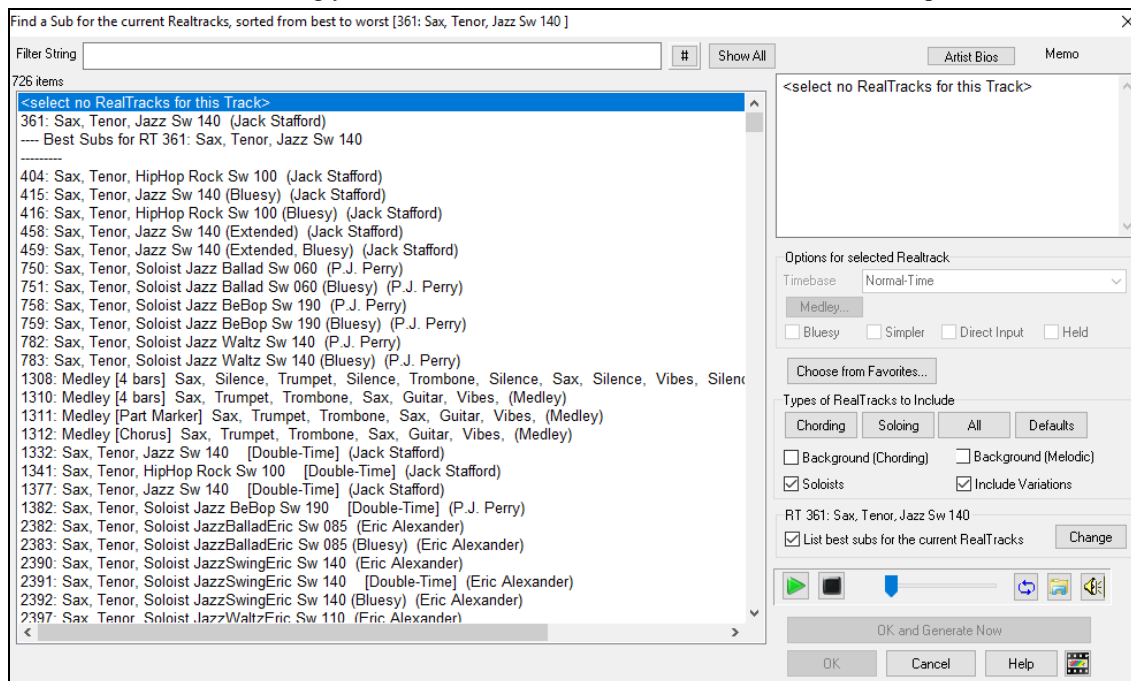 Find a Sub for the current Realtracks, sorted from best to worst [361: Sax, Tenor, Jazz Sw 140 ]
Filter String
#
Show All
Artist Bios
Memo
726 items
<select no RealTracks for this Track>
361: Sax, Tenor, Jazz Sw 140 (Jack Stafford)
---- Best Subs for RT 361: Sax, Tenor, Jazz Sw 140
---------
404: Sax, Tenor, HipHop Rock Sw 100 (Jack Stafford)
415: Sax, Tenor, Jazz Sw 140 (Bluesy) (Jack Stafford)
416: Sax, Tenor, HipHop Rock Sw 100 (Bluesy) (Jack Stafford)
458: Sax, Tenor, Jazz Sw 140 (Extended) (Jack Stafford)
459: Sax, Tenor, Jazz Sw 140 (Extended, Bluesy) (Jack Stafford)
750: Sax, Tenor, Soloist Jazz Ballad Sw 060 (P.J. Perry)
751: Sax, Tenor, Soloist Jazz Ballad Sw 060 (Bluesy) (P.J. Perry)
758: Sax, Tenor, Soloist Jazz BeBop Sw 190 (P.J. Perry)
759: Sax, Tenor, Soloist Jazz BeBop Sw 190 (Bluesy) (P.J. Perry)
782: Sax, Tenor, Soloist Jazz Waltz Sw 140 (P.J. Perry)
783: Sax, Tenor, Soloist Jazz Waltz Sw 140 (Bluesy) (P.J. Perry)
1308: Medley [4 bars] Sax, Silence, Trumpet, Silence, Trombone, Silence, Sax, Silence, Vibes, Silenc
1310: Medley [4 bars] Sax, Trumpet, Trombone, Sax, Guitar, Vibes, (Medley)
1311: Medley [Part Marker] Sax, Trumpet, Trombone, Sax, Guitar, Vibes, (Medley)
1312: Medley [Chorus] Sax, Trumpet, Trombone, Sax, Guitar, Vibes, (Medley)
1332: Sax, Tenor, Jazz Sw 140 [Double-Time] (Jack Stafford)
1341: Sax, Tenor, HipHop Rock Sw 100 [Double-Time] (Jack Stafford)
1377: Sax, Tenor, Jazz Sw 140 [Double-Time] (Jack Stafford)
1382: Sax, Tenor, Soloist Jazz BeBop Sw 190 [Double-Time] (P.J. Perry)
2382: Sax, Tenor, Soloist JazzBalladEric Sw 085 (Eric Alexander)
2383: Sax, Tenor, Soloist JazzBalladEric Sw 085 (Bluesy) (Eric Alexander)
2390: Sax, Tenor, Soloist JazzSwingEric Sw 140 (Eric Alexander)
2391: Sax, Tenor, Soloist JazzSwingEric Sw 140 [Double-Time] (Eric Alexander)
2392: Sax, Tenor, Soloist JazzSwingEric Sw 140 (Bluesy) (Eric Alexander)
2397: Sax, Tenor, Soloist JazzWaltzEric Sw 110 (Eric Alexander)
<select no RealTracks for this Track>
Options for selected Realtrack
Timebase Normal-Time
Medley...
Bluesy Simpler Direct Input Held
Choose from Favorites...
Types of RealTracks to Include
Chording Soloing All Defaults
Background (Chording) Background (Melodic)
Soloists Include Variations
RT 361: Sax, Tenor, Jazz Sw 140
List best subs for the current RealTracks Change
OK and Generate Now
OK Cancel Help